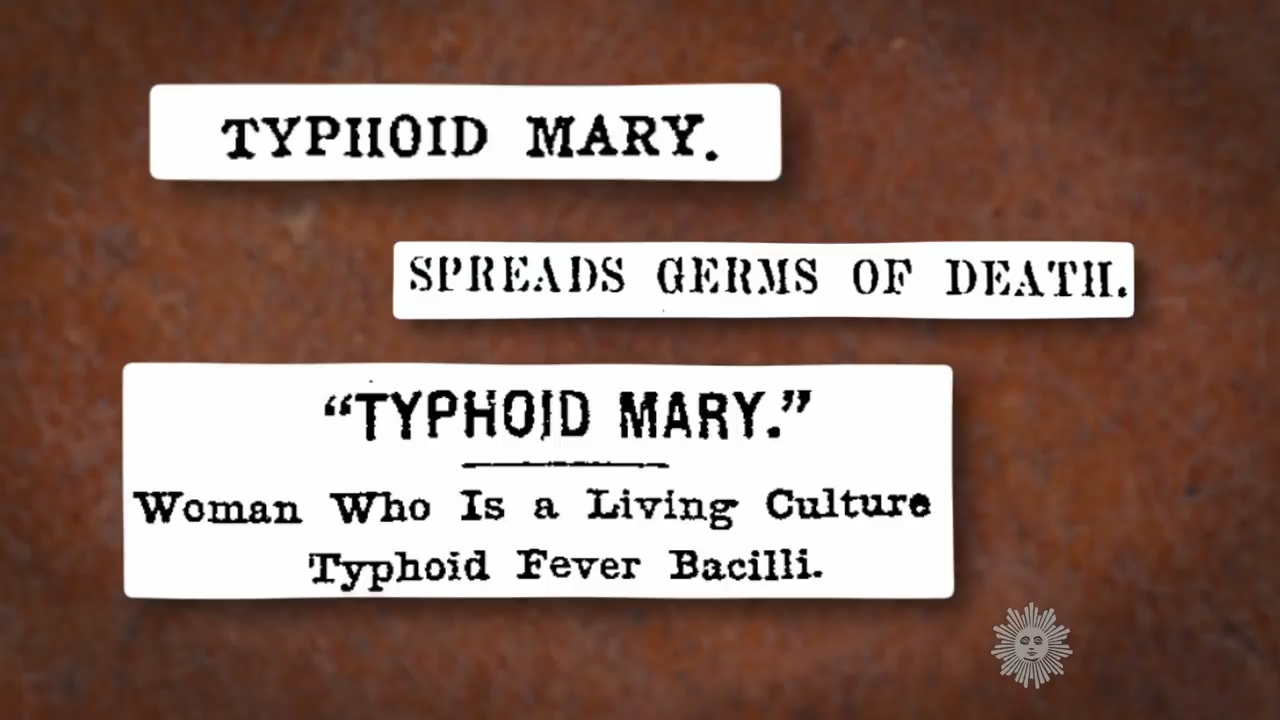 TYPHOID MARY.
SPREADS GERMS OF DEATH.
“TYPHOID MARY.”
Woman Who Is a Living Culture
Typhoid Fever Bacilli.